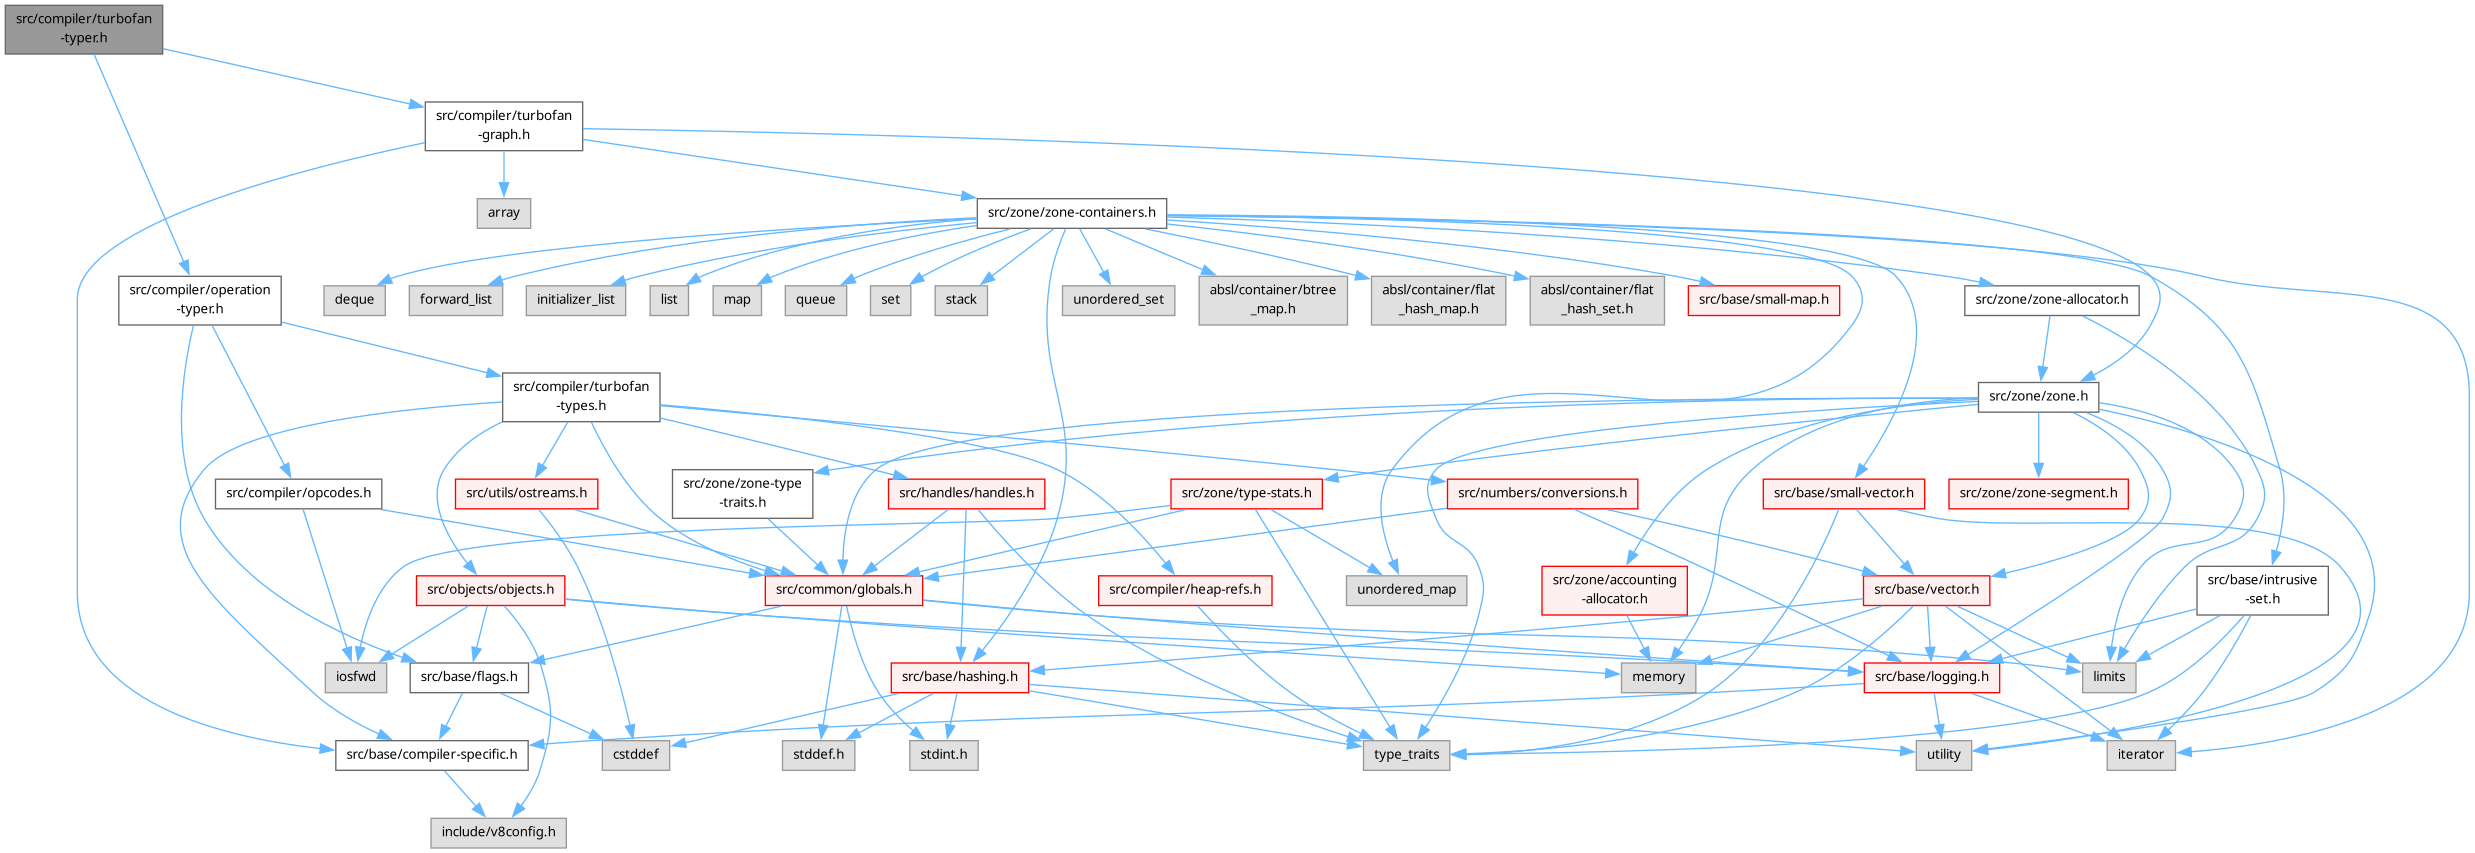 src/compiler/turbofan
-typer.h
src/compiler/turbofan
-graph.h
array
src/zone/zone-containers.h
src/compiler/operation
-typer.h
deque
forward_list
initializer_list
list
map
queue
set
stack
unordered_set
absl/container/btree
_map.h
absl/container/flat
_hash_map.h
absl/container/flat
_hash_set.h
src/base/small-map.h
src/zone/zone-allocator.h
src/compiler/turbofan
-types.h
src/zone/zone.h
src/compiler/opcodes.h
src/utils/ostreams.h
src/zone/zone-type
-traits.h
src/handles/handles.h
src/zone/type-stats.h
src/numbers/conversions.h
src/base/small-vector.h
src/zone/zone-segment.h
src/objects/objects.h
src/common/globals.h
src/compiler/heap-refs.h
unordered_map
src/zone/accounting
-allocator.h
src/base/vector.h
src/base/intrusive
-set.h
iosfwd
src/base/flags.h
src/base/hashing.h
memory
src/base/logging.h
limits
src/base/compiler-specific.h
cstddef
stddef.h
stdint.h
type_traits
utility
iterator
include/v8config.h